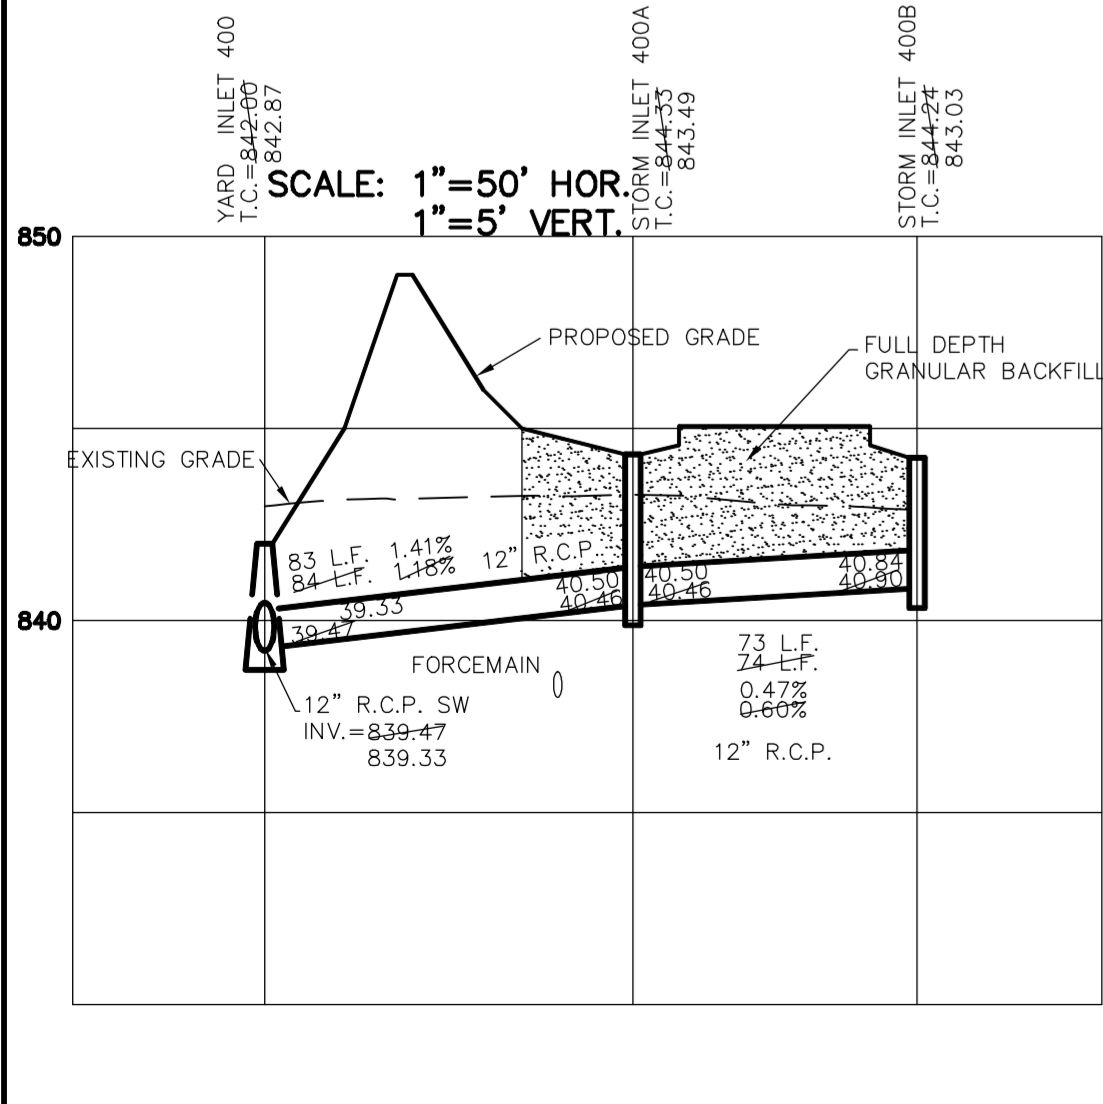 YARD INLET 400
T.C.=842.00
842.87
STORM INLET 400A
T.C.=844.33
843.49
STORM INLET 400B
T.C.=844.24
843.03
SCALE: 1"=50' HOR.
1"=5' VERT.
850
PROPOSED GRADE
FULL DEPTH
GRANULAR BACKFILL
EXISTING GRADE
83 L.F. 1.41%
84 L.F. 1.18%
12" R.C.P
39.33
39.47
40.50
40.46
40.50
40.46
40.84
40.90
840
FORCEMAIN
12" R.C.P. SW
INV.=839.47
839.33
73 L.F.
74 L.F.
0.47%
0.60%
12" R.C.P.